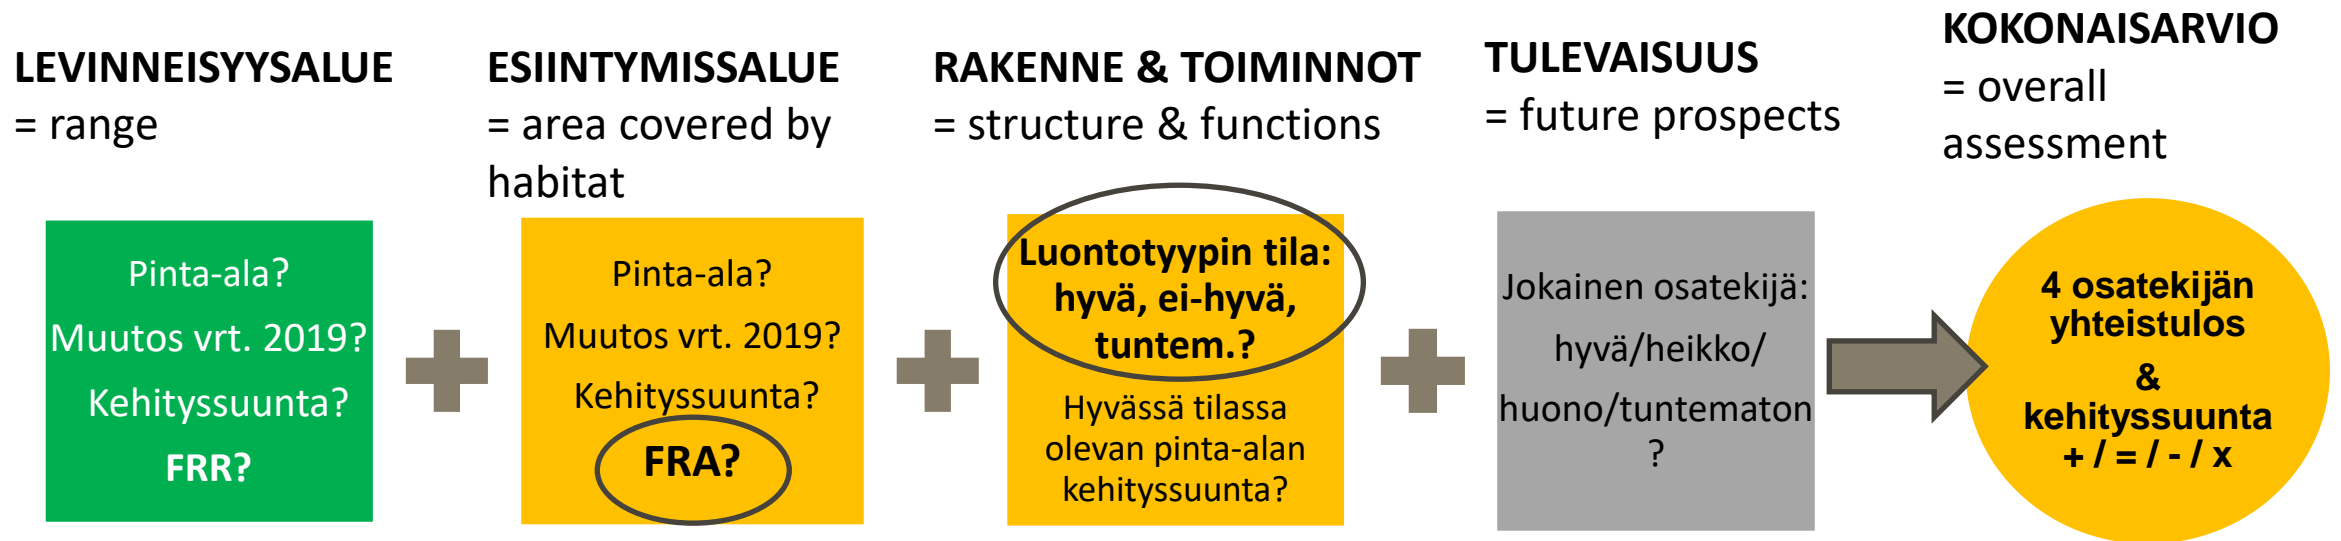 LEVINNEISYYSALUE
= range
Pinta-ala?
Muutos vrt. 2019?
Kehityssuunta?
FRR?
ESIINTYMISSALUE
= area covered by
habitat
Pinta-ala?
Muutos vrt. 2019?
Kehityssuunta?
FRA?
RAKENNE & TOIMINNOT
= structure & functions
Luontotyypin tila:
hyvä, ei-hyvä,
tuntem.?
Hyvässä tilassa
olevan pinta-alan
kehityssuunta?
TULEVAISUUS
= future prospects
Jokainen osatekijä:
hyvä/heikko/
huono/tuntematon
?
KOKONAISARVIO
= overall
assessment
4 osatekijän
yhteistulos
&
kehityssuunta
+ / = / - / x